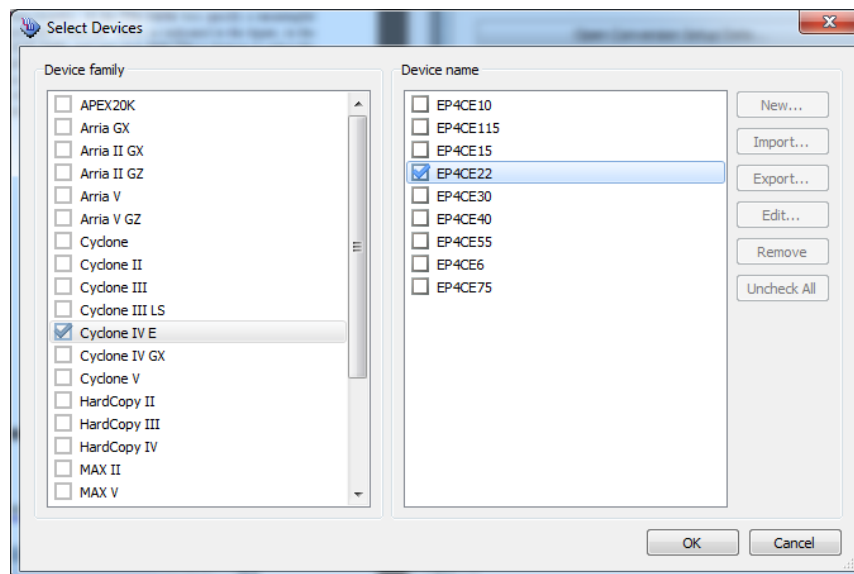 Select Devices
Device family
APEX20K
Arria GX
Arria II GX
Arria II GZ
Arria V
Arria V GZ
Cyclone
Cyclone II
Cyclone III
Cyclone III LS
Cyclone IV E
Cyclone IV GX
Cyclone V
HardCopy II
HardCopy III
HardCopy IV
MAX II
MAX V
Device name
EP4CE10
EP4CE115
EP4CE15
EP4CE22
EP4CE30
EP4CE40
EP4CE55
EP4CE6
EP4CE75
New...
Import...
Export...
Edit...
Remove
Uncheck All
OK
Cancel